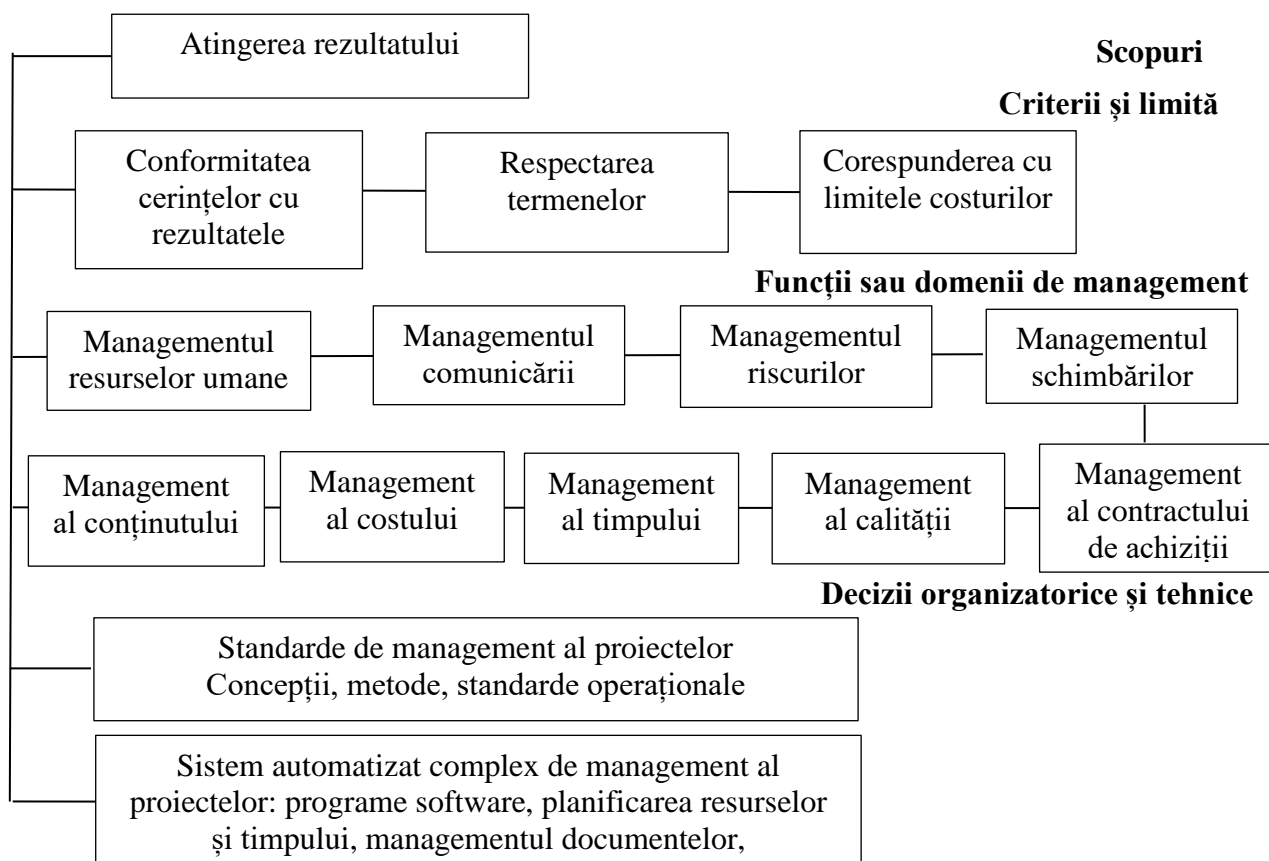 Atingerea rezultatului
Scopuri
Criterii și limită
Conformitatea
cerințelor cu
rezultatele
Respectarea
termenelor
Corespunderea cu
limitele costurilor
Funcții sau domenii de management
Managementul
resurselor umane
Managementul
comunicării
Managementul
riscurilor
Managementul
schimbărilor
Management
al conținutului
Management
al costului
Management
al timpului
Management
al calității
Management
al contractului
de achiziții
Decizii organizatorice și tehnice
Standarde de management al proiectelor
Concepții, metode, standarde operaționale
Sistem automatizat complex de management al
proiectelor: programe software, planificarea resurselor
și timpului, managementul documentelor,